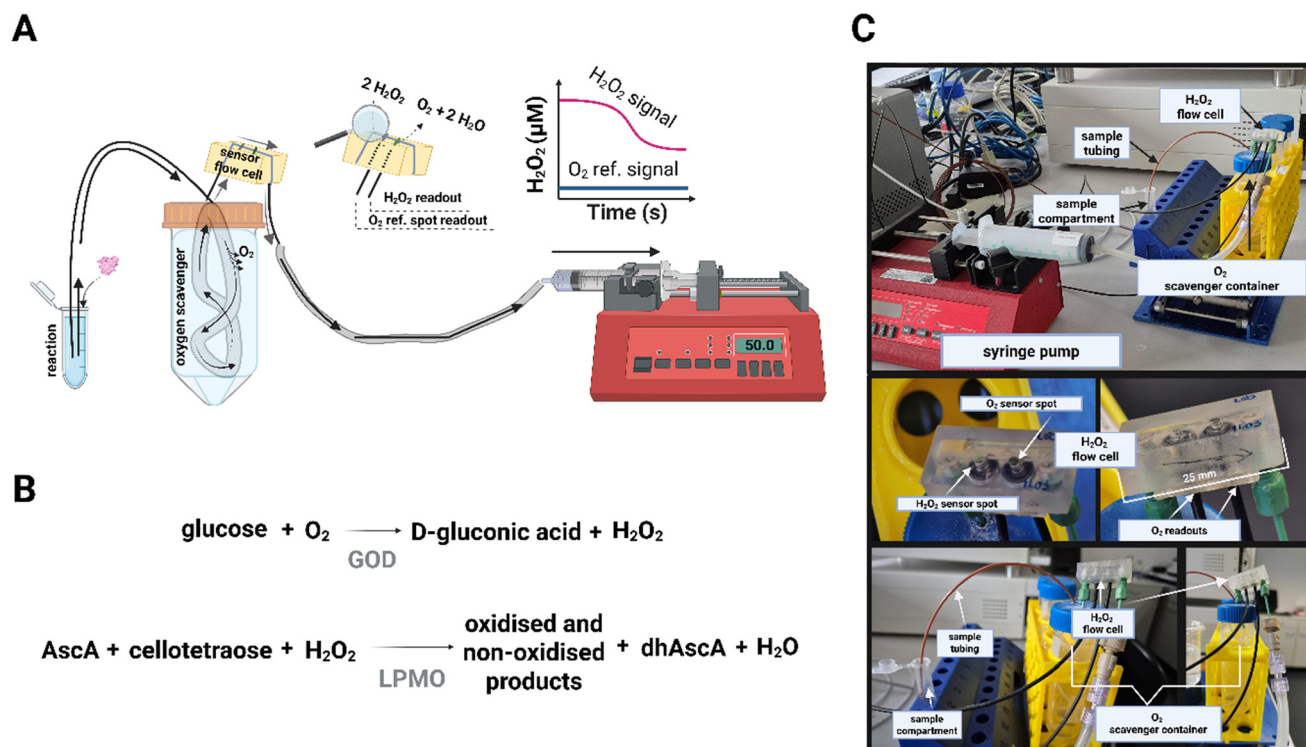 A
2 H₂O₂
O₂ + 2 H₂O
sensor
flow cell
H₂O₂ readout
O₂ ref. spot readout
H₂O₂ (µM)
H₂O₂ signal
O₂ ref. signal
Time (s)
O₂
oxygen scavenger
reaction
50.0
B
glucose + O₂ → D-gluconic acid + H₂O₂
GOD
AscA + cellotetraose + H₂O₂ → oxidised and
non-oxidised
products + dhAscA + H₂O
LPMO
C
H₂O₂
flow cell
sample
tubing
sample
compartment
O₂
scavenger container
syringe pump
O₂ sensor spot
H₂O₂
flow cell
H₂O₂ sensor spot
25 mm
O₂ readouts
sample
tubing
H₂O₂
flow cell
sample
compartment
O₂
scavenger container